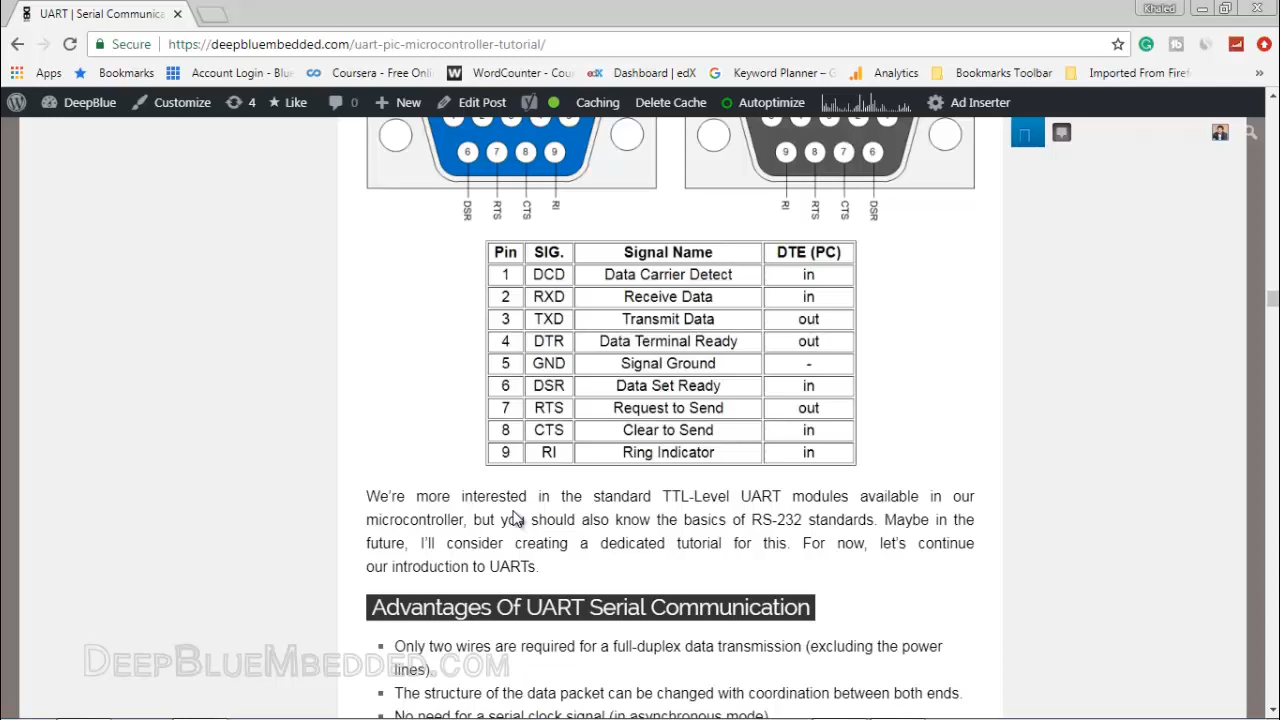 UART | Serial Communica
Khaled
Secure
https://deepbluembedded.com/uart-pic-microcontroller-tutorial/
Apps
Bookmarks
Account Login - Blue
Coursera - Free Onli
WordCounter - Cou
Dashboard | edX
Keyword Planner – G
Analytics
Bookmarks Toolbar
Imported From Firef
»
DeepBlue
Customize
4
Like
0
New
Edit Post
Caching
Delete Cache
Autoptimize
Ad Inserter
6 7 8 9
9 8 7 6
DSR RTS CTS RI
RI RTS CTS DSR
Pin SIG. Signal Name DTE (PC)
1 DCD Data Carrier Detect in
2 RXD Receive Data in
3 TXD Transmit Data out
4 DTR Data Terminal Ready out
5 GND Signal Ground -
6 DSR Data Set Ready in
7 RTS Request to Send out
8 CTS Clear to Send in
9 RI Ring Indicator in
We're more interested in the standard TTL-Level UART modules available in our
microcontroller, but you should also know the basics of RS-232 standards. Maybe in the
future, I'll consider creating a dedicated tutorial for this. For now, let's continue
our introduction to UARTs.
Advantages Of UART Serial Communication
Only two wires are required for a full-duplex data transmission (excluding the power
lines).
The structure of the data packet can be changed with coordination between both ends.
No need for a serial clock signal (in asynchronous mode)
DeepBlueMbedded.com